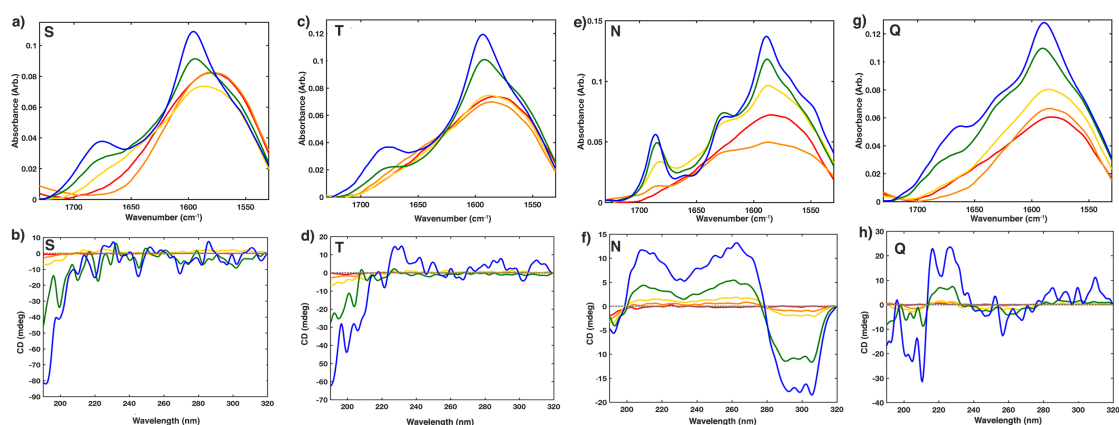 a) S
0.1
0.08
0.06
0.04
0.02
0
Absorbance (Arb.)
1700 1650 1600 1550
Wavenumber (cm⁻¹)
c) T
0.12
0.1
0.08
0.06
0.04
0.02
0
Absorbance (Arb.)
1700 1650 1600 1550
Wavenumber (cm⁻¹)
e) N
0.15
0.1
0.05
0
Absorbance (Arb.)
1700 1650 1600 1550
Wavenumber (cm⁻¹)
g) Q
0.12
0.1
0.08
0.06
0.04
0.02
0
Absorbance (Arb.)
1700 1650 1600 1550
Wavenumber (cm⁻¹)
b) S
10
0
-10
-20
-30
-40
-50
-60
-70
-80
-90
CD (mdeg)
200 220 240 260 280 300 320
Wavelength (nm)
d) T
20
10
0
-10
-20
-30
-40
-50
-60
-70
CD (mdeg)
200 220 240 260 280 300 320
Wavelength (nm)
f) N
15
10
5
0
-5
-10
-15
-20
CD (mdeg)
200 220 240 260 280 300 320
Wavelength (nm)
h) Q
30
20
10
0
-10
-20
-30
-40
CD (mdeg)
200 220 240 260 280 300 320
Wavelength (nm)